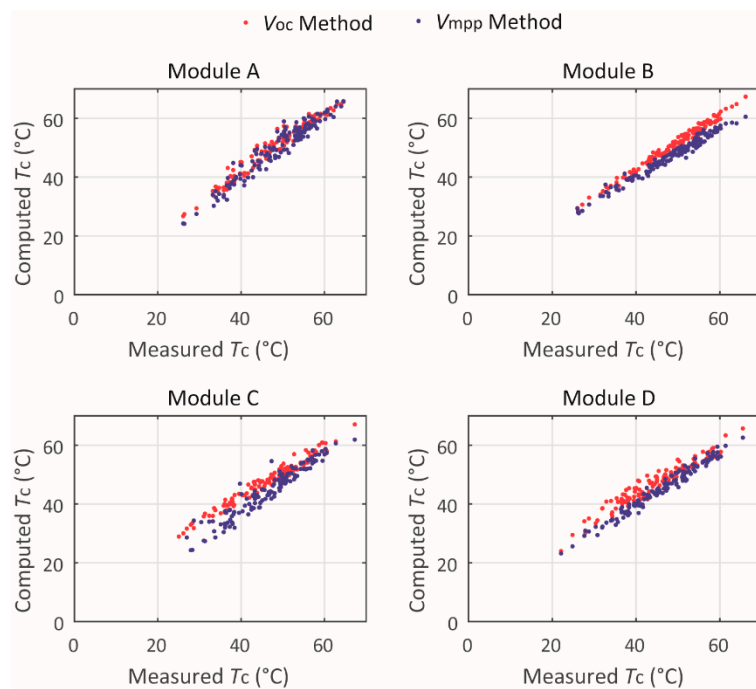 Voc Method Vmpp Method
Module A Module B
60 60
40 40
20 20
0 0
0 20 40 60 0 20 40 60
Computed Tc (°C) Computed Tc (°C)
Measured Tc (°C) Measured Tc (°C)
Module C Module D
60 60
40 40
20 20
0 0
0 20 40 60 0 20 40 60
Computed Tc (°C) Computed Tc (°C)
Measured Tc (°C) Measured Tc (°C)